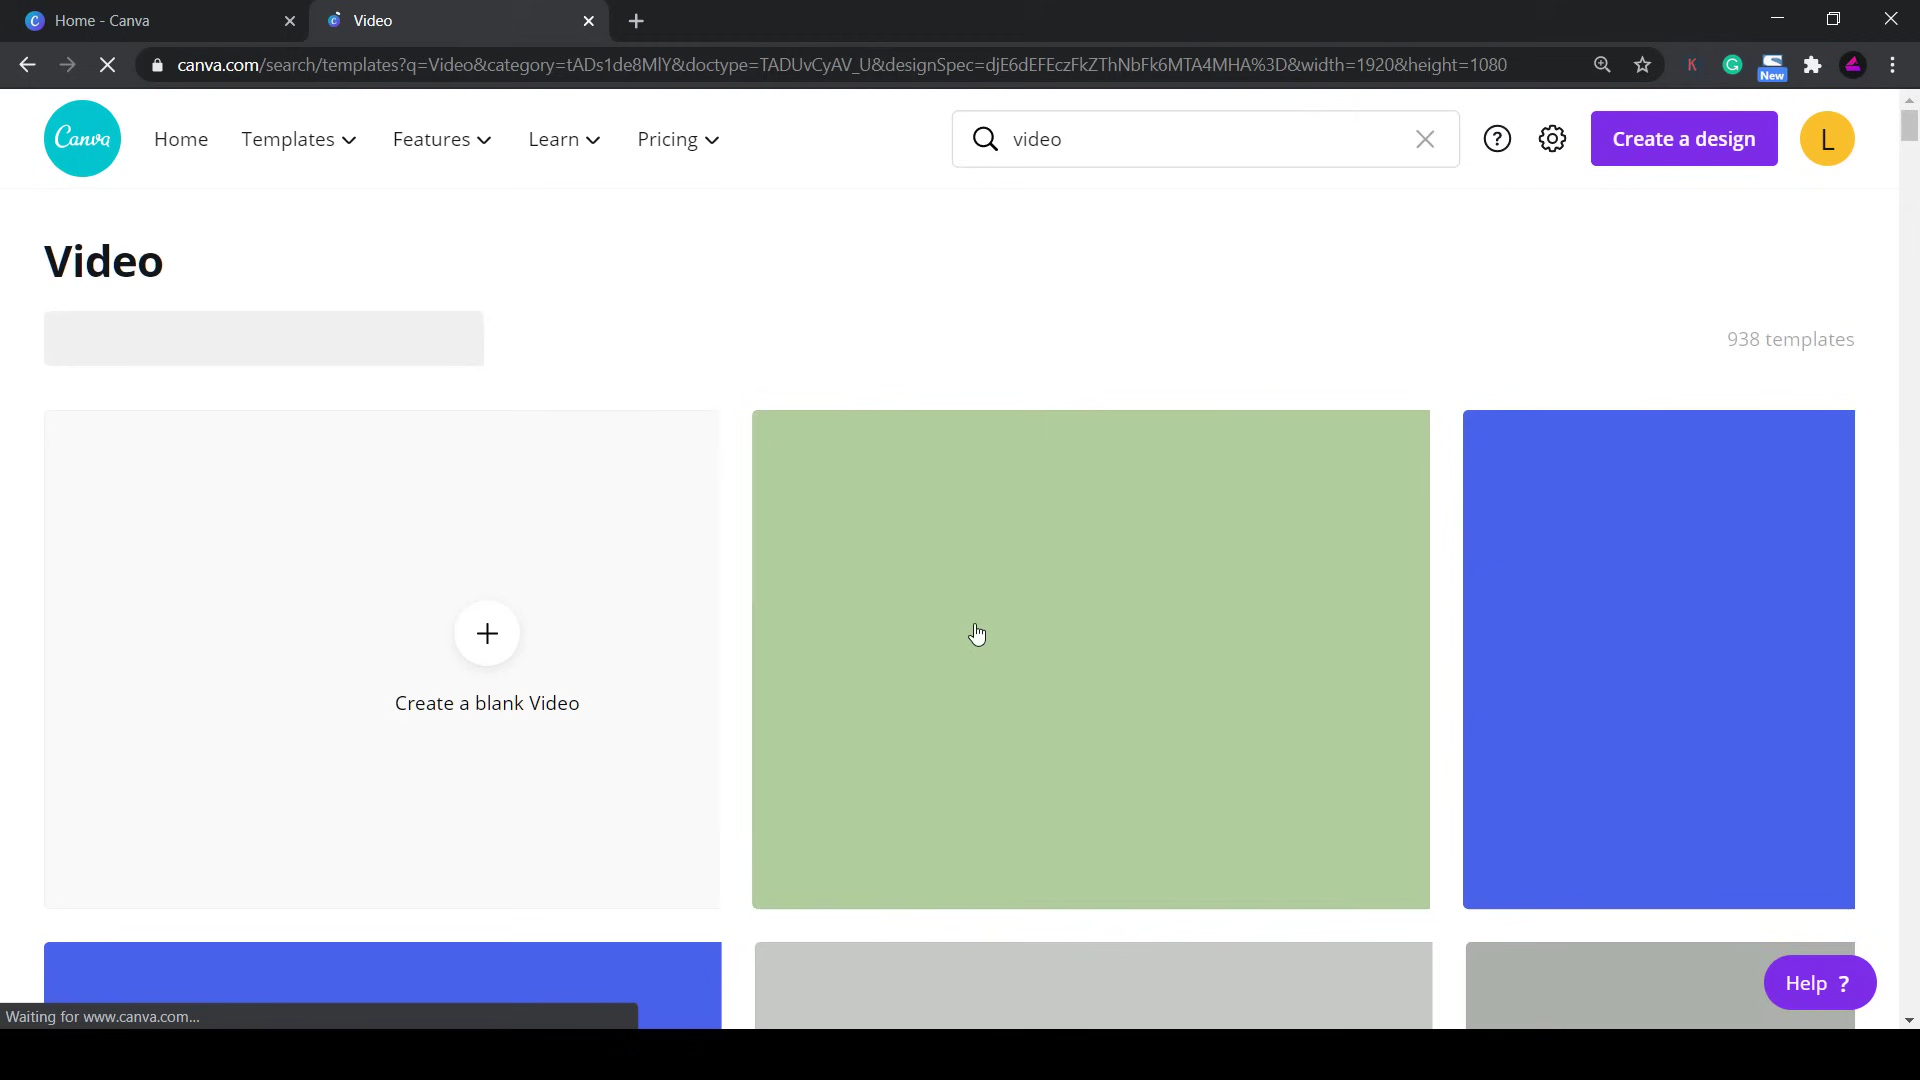 Home - Canva
Video
canva.com/search/templates?q=Video&category=tADs1de8MlY&doctype=TADUvCyAV_U&designSpec=djE6dEFEczFkZThNbFk6MTA4MHA%3D&width=1920&height=1080
K
G
New
Canva
Home
Templates
Features
Learn
Pricing
video
?
Create a design
L
Video
938 templates
+
Create a blank Video
Help ?
Waiting for www.canva.com...